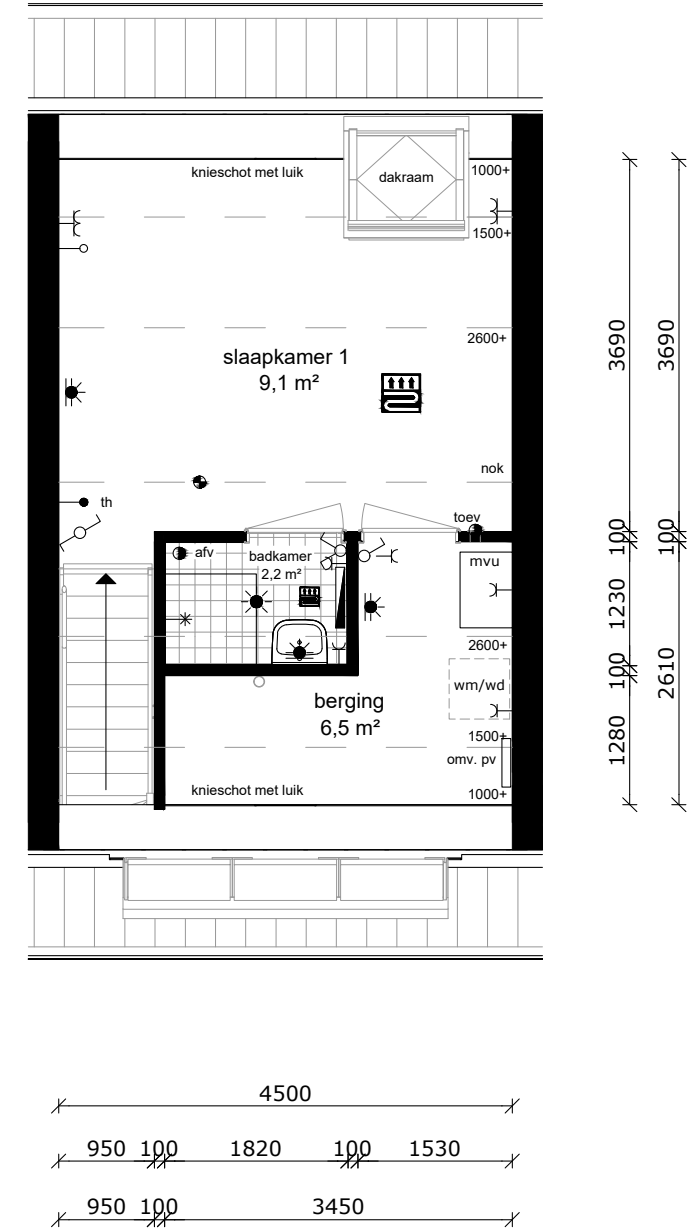 knieschot met luik
dakraam
1000+
1500+
2600+
slaapkamer 1
9,1 m²
nok
th
toev
afv
badkamer
2,2 m²
mvu
2600+
wm/wd
berging
6,5 m²
1500+
omv. pv
knieschot met luik
1000+
3690
100
1230
100
1280
3690
100
2610
4500
950 100 1820 100 1530
950 100 3450